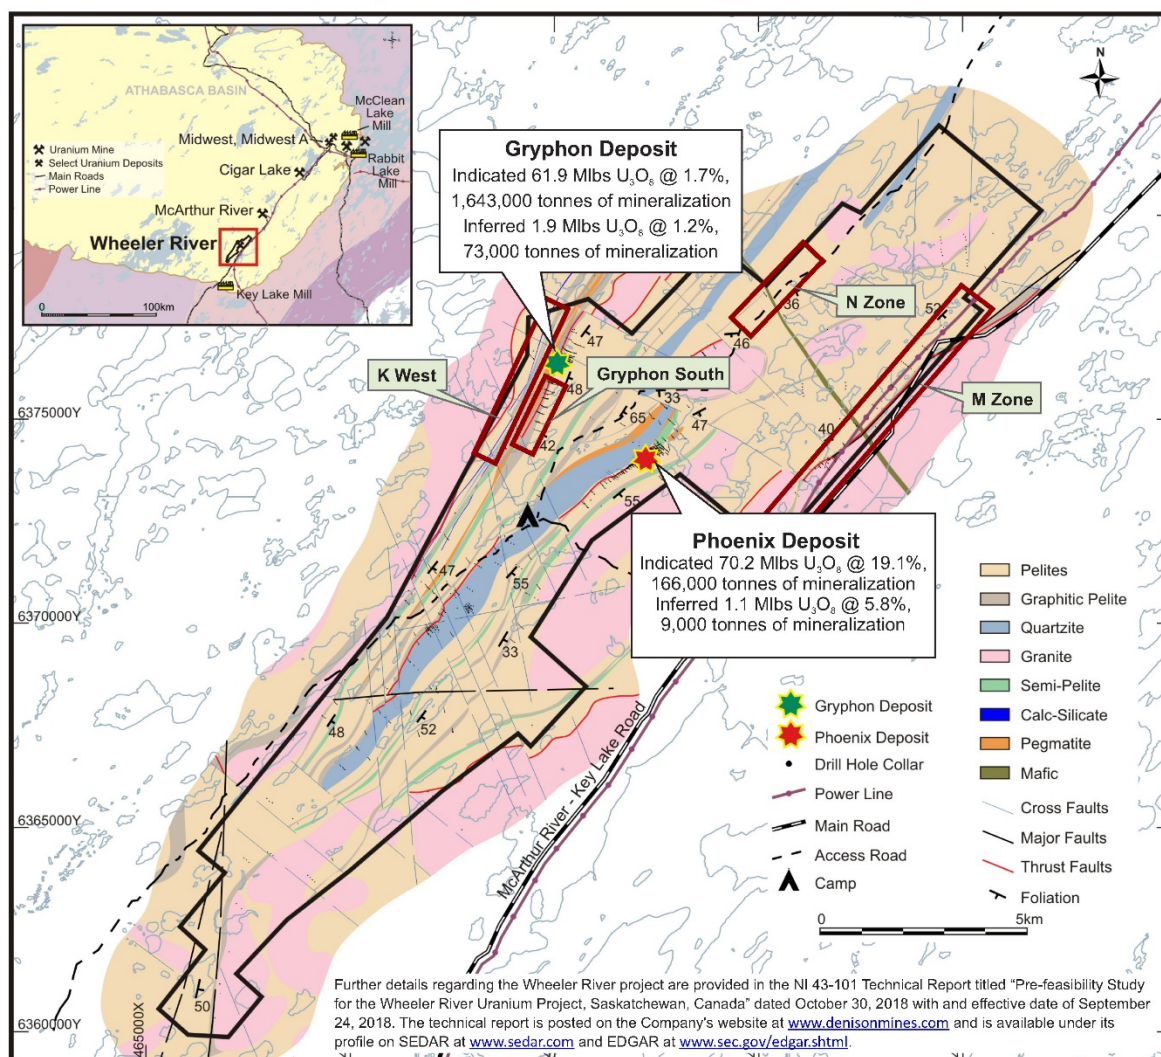 ATHABASCA BASIN
McClean
Lake
Mill
Midwest, Midwest A
Uranium Mine
Select Uranium Deposits
Main Roads
Power Line
Rabbit
Lake
Mill
Cigar Lake
McArthur River
Wheeler River
Key Lake Mill
0 100km
N
Gryphon Deposit
Indicated 61.9 Mlbs U₃O₈ @ 1.7%,
1,643,000 tonnes of mineralization
Inferred 1.9 Mlbs U₃O₈ @ 1.2%,
73,000 tonnes of mineralization
N Zone
36
52
46
47
K West
Gryphon South
48
M Zone
33
65
47
6375000Y
42
40
55
Phoenix Deposit
Indicated 70.2 Mlbs U₃O₈ @ 19.1%,
166,000 tonnes of mineralization
Inferred 1.1 Mlbs U₃O₈ @ 5.8%,
9,000 tonnes of mineralization
47
55
6370000Y
33
48
52
McArthur River - Key Lake Road
6365000Y
50
6360000Y
465000X
Gryphon Deposit
Phoenix Deposit
Drill Hole Collar
Power Line
Main Road
Access Road
Camp
Pelites
Graphitic Pelite
Quartzite
Granite
Semi-Pelite
Calc-Silicate
Pegmatite
Mafic
Cross Faults
Major Faults
Thrust Faults
Foliation
0 5km
Further details regarding the Wheeler River project are provided in the NI 43-101 Technical Report titled “Pre-feasibility Study
for the Wheeler River Uranium Project, Saskatchewan, Canada” dated October 30, 2018 with and effective date of September
24, 2018. The technical report is posted on the Company's website at www.denisonmines.com and is available under its
profile on SEDAR at www.sedar.com and EDGAR at www.sec.gov/edgar.shtml.